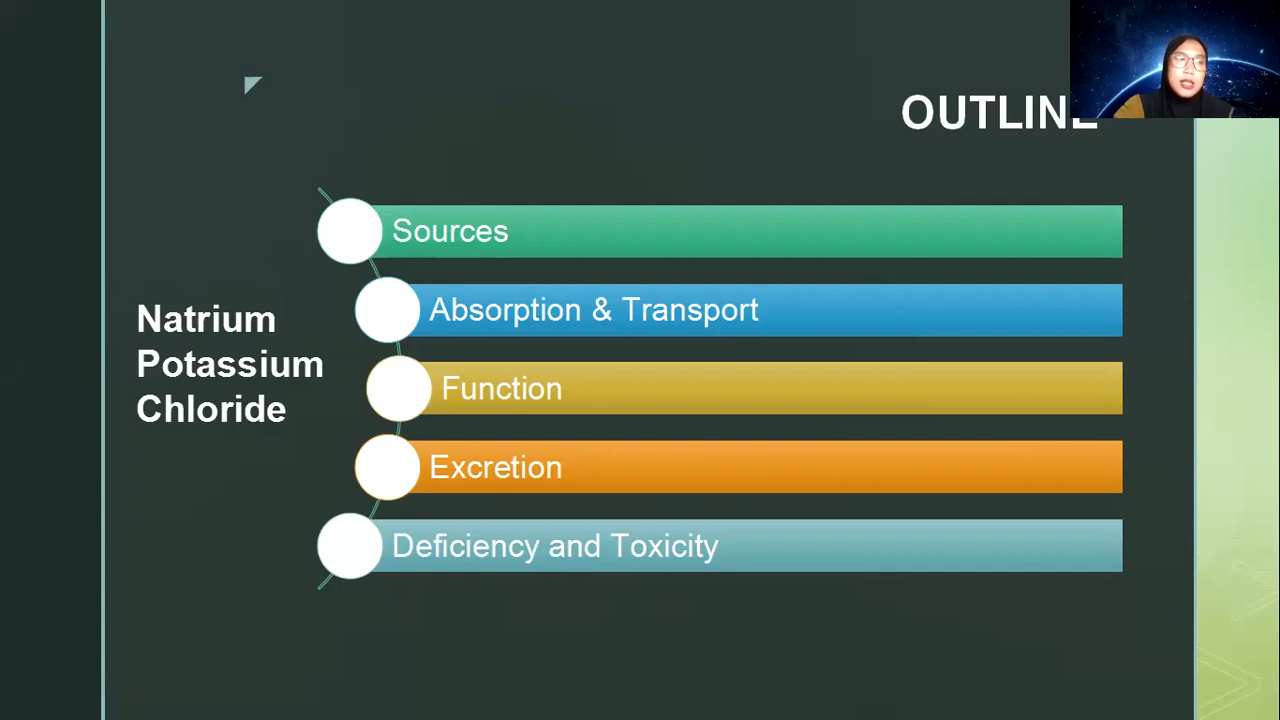 OUTLINE
Natrium
Potassium
Chloride
Sources
Absorption & Transport
Function
Excretion
Deficiency and Toxicity